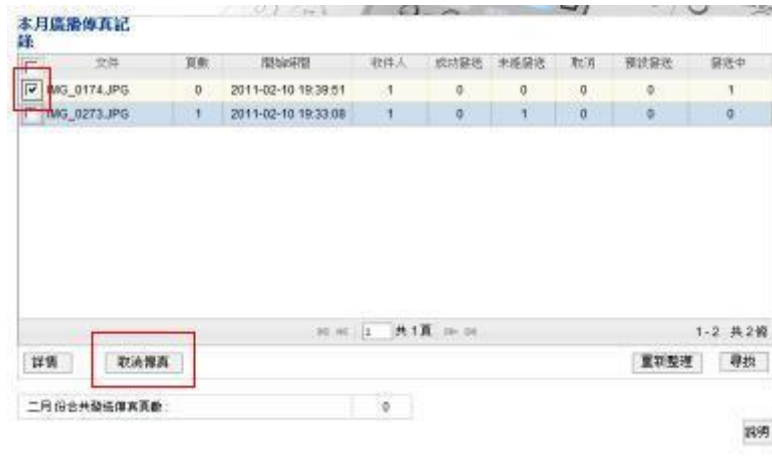 本月廣播傳真記
錄
文件 頁數 開始時間 收件人 成功發送 未能發送 取消 預設發送 發送中
IMG_0174.JPG 0 2011-02-10 19:39:51 1 0 0 0 0 1
IMG_0273.JPG 1 2011-02-10 19:33:08 1 0 1 0 0 0
1 共1頁 1-2 共2條
詳情 取消傳真 重新整理 尋找
二月份合共發送傳真頁數: 0
說明